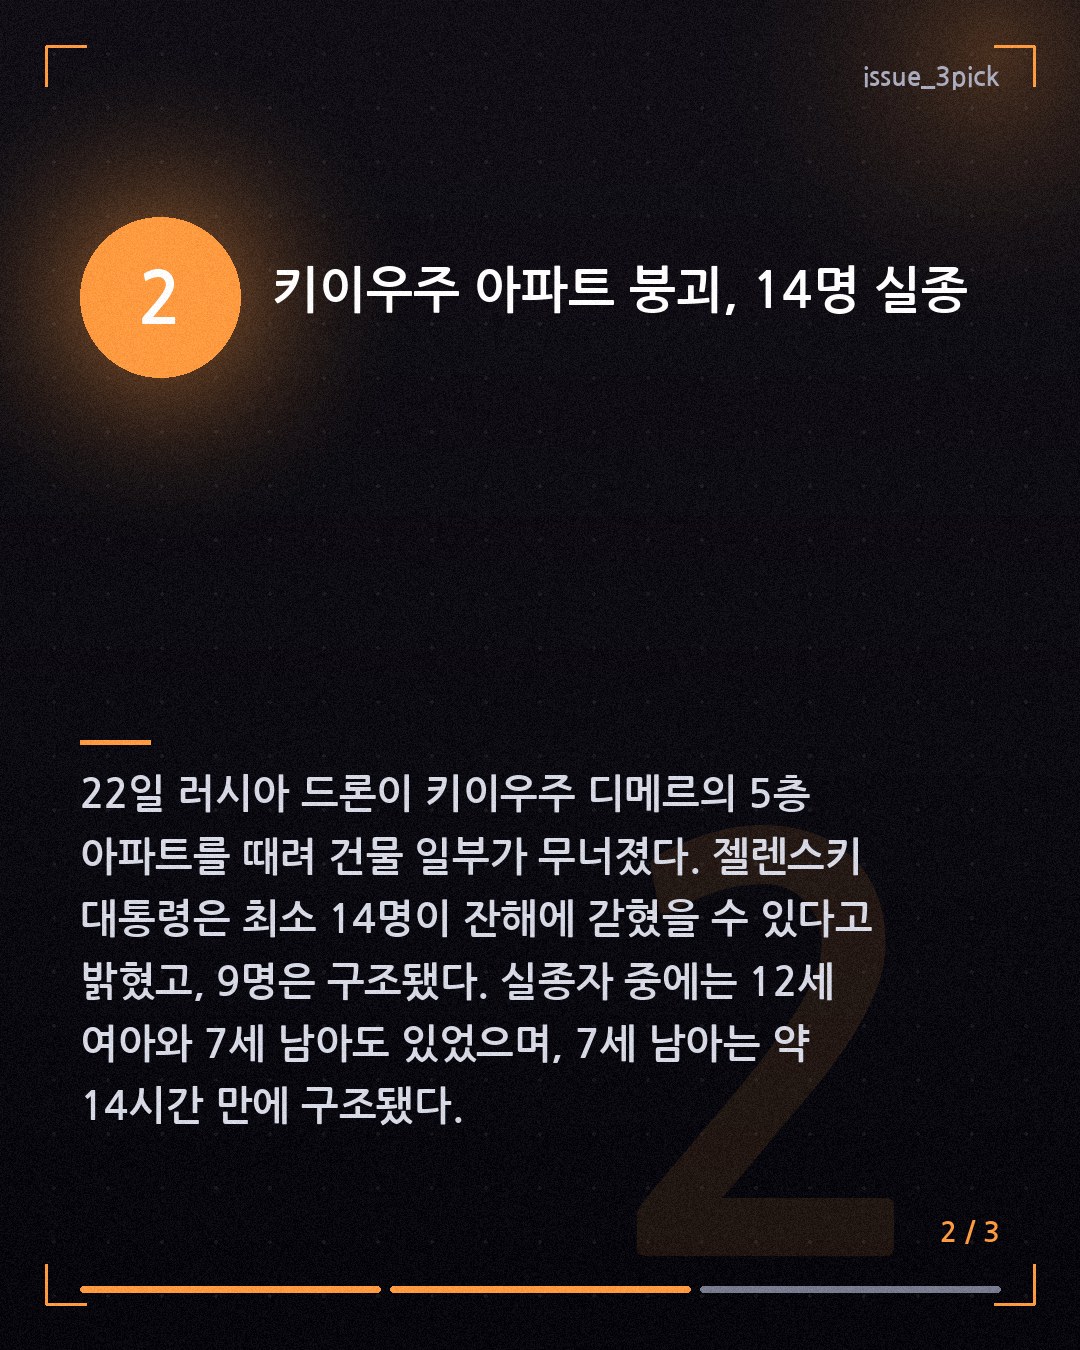 issue_3pick
2
키이우주 아파트 붕괴, 14명 실종
22일 러시아 드론이 키이우주 디메르의 5층
아파트를 때려 건물 일부가 무너졌다. 젤렌스키
대통령은 최소 14명이 잔해에 갇혔을 수 있다고
밝혔고, 9명은 구조됐다. 실종자 중에는 12세
여아와 7세 남아도 있었으며, 7세 남아는 약
14시간 만에 구조됐다.
2
2 / 3